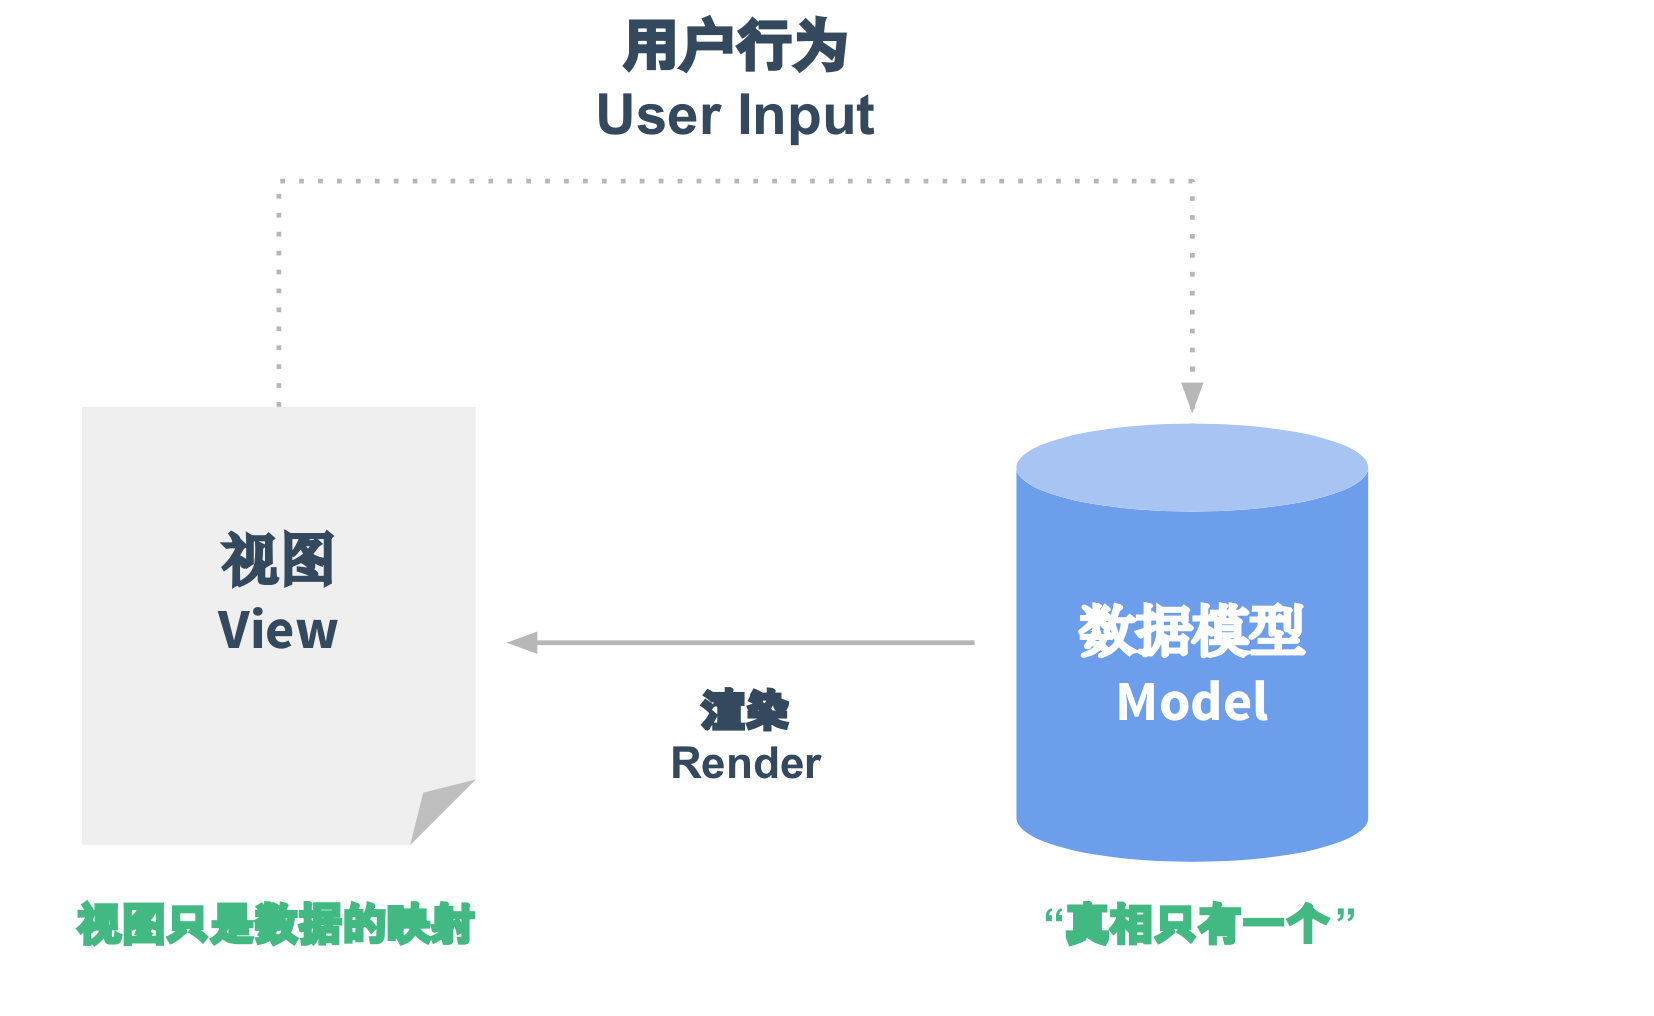 用户行为
User Input
视图
View
数据模型
Model
渲染
Render
视图只是数据的映射
“真相只有一个”